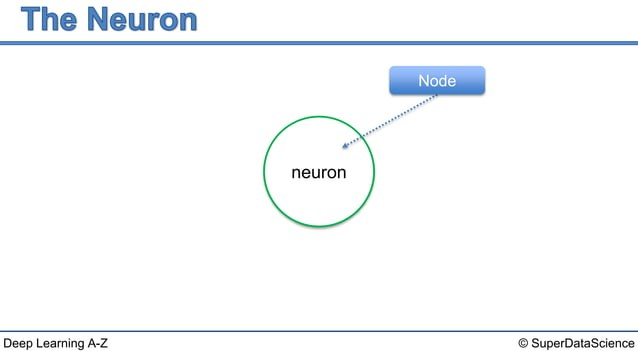 The Neuron
Node
neuron
Deep Learning A-Z
© SuperDataScience